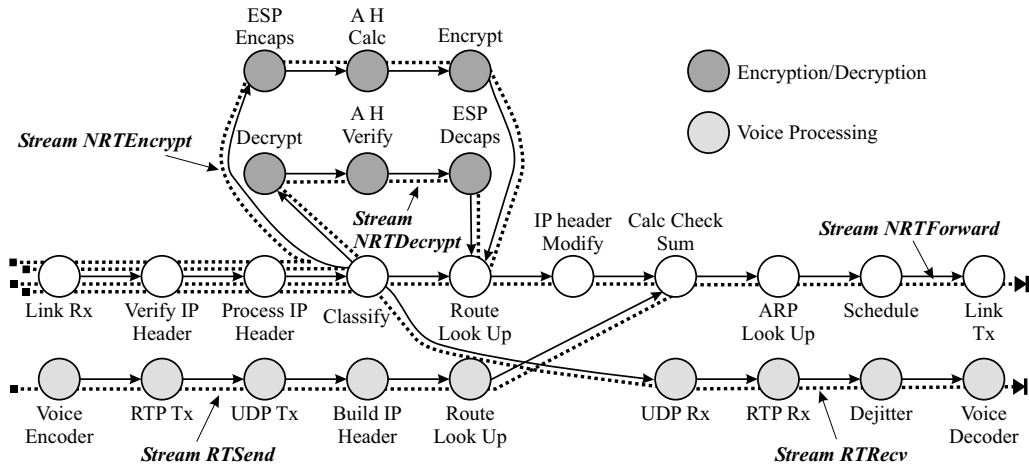 ESP
Encaps
A H
Calc
Encrypt
Encryption/Decryption
Voice Processing
Stream NRTEncrypt
Decrypt
A H
Verify
ESP
Decaps
Stream
NRTDecrypt
IP header
Modify
Calc Check
Sum
Stream NRTForward
Link Rx
Verify IP
Header
Process IP
Header
Classify
Route
Look Up
ARP
Look Up
Schedule
Link
Tx
Voice
Encoder
RTP Tx
UDP Tx
Build IP
Header
Route
Look Up
UDP Rx
RTP Rx
Dejitter
Voice
Decoder
Stream RTSend
Stream RTRecv